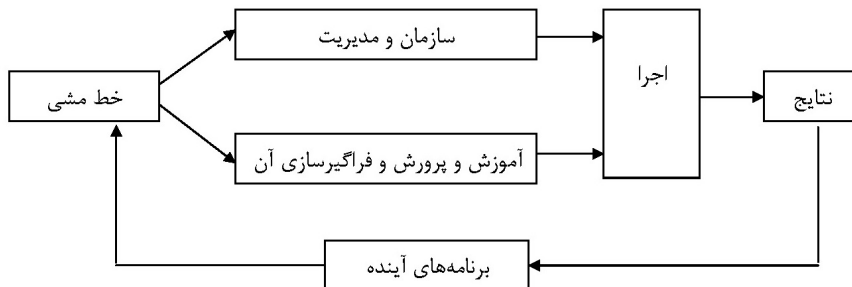 سازمان و مدیریت
اجرا
خط مشی
نتایج
آموزش و پرورش و فراگیرسازی آن
برنامه‌های آینده